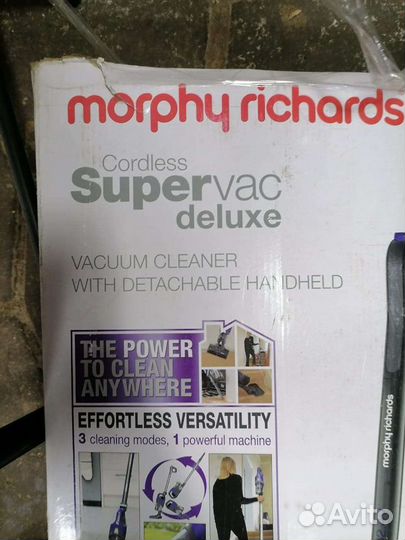 morphy richards
Cordless
Supervac
deluxe
VACUUM CLEANER
WITH DETACHABLE HANDHELD
THE POWER
TO CLEAN
ANYWHERE
EFFORTLESS VERSATILITY
3 cleaning modes, 1 powerful machine
morphy richards
Avito